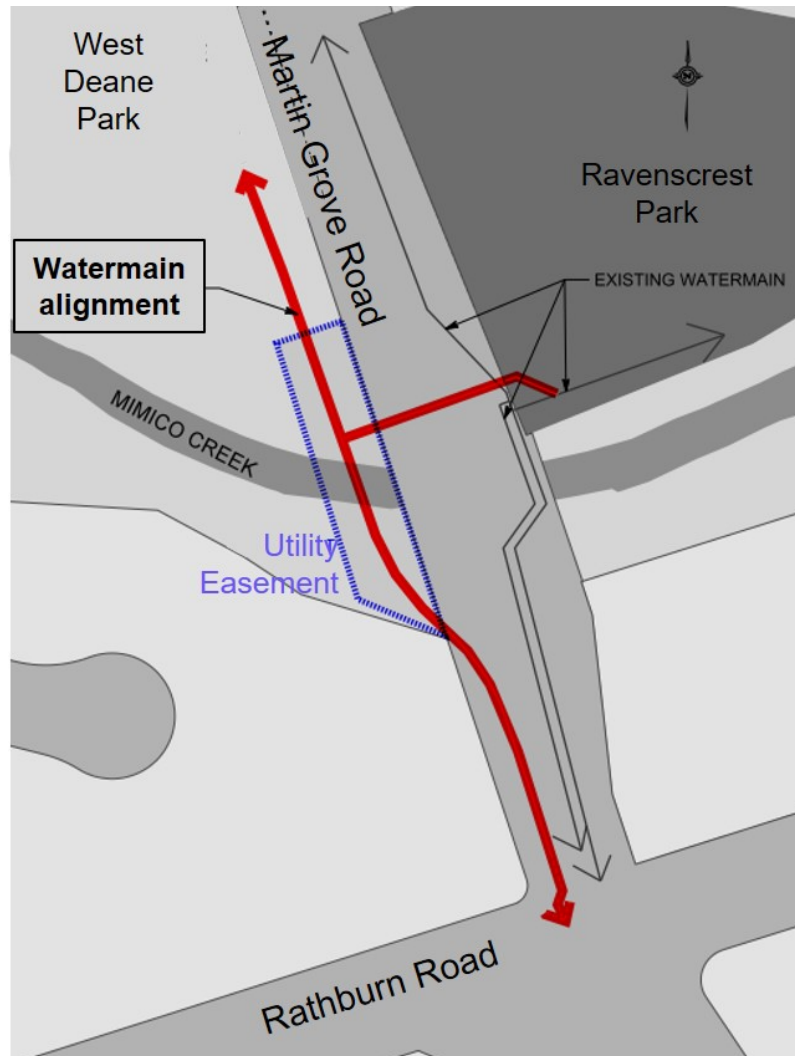 West
Deane
Park
Martin Grove Road
N
Ravenscrest
Park
Watermain
alignment
EXISTING WATERMAIN
MIMICO CREEK
Utility
Easement
Rathburn Road